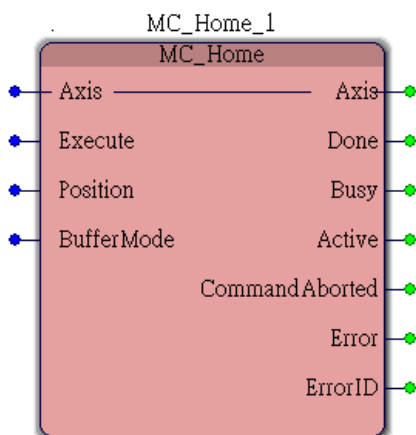 MC_Home_1
MC_Home
Axis Axis
Execute Done
Position Busy
BufferMode Active
CommandAborted
Error
ErrorID